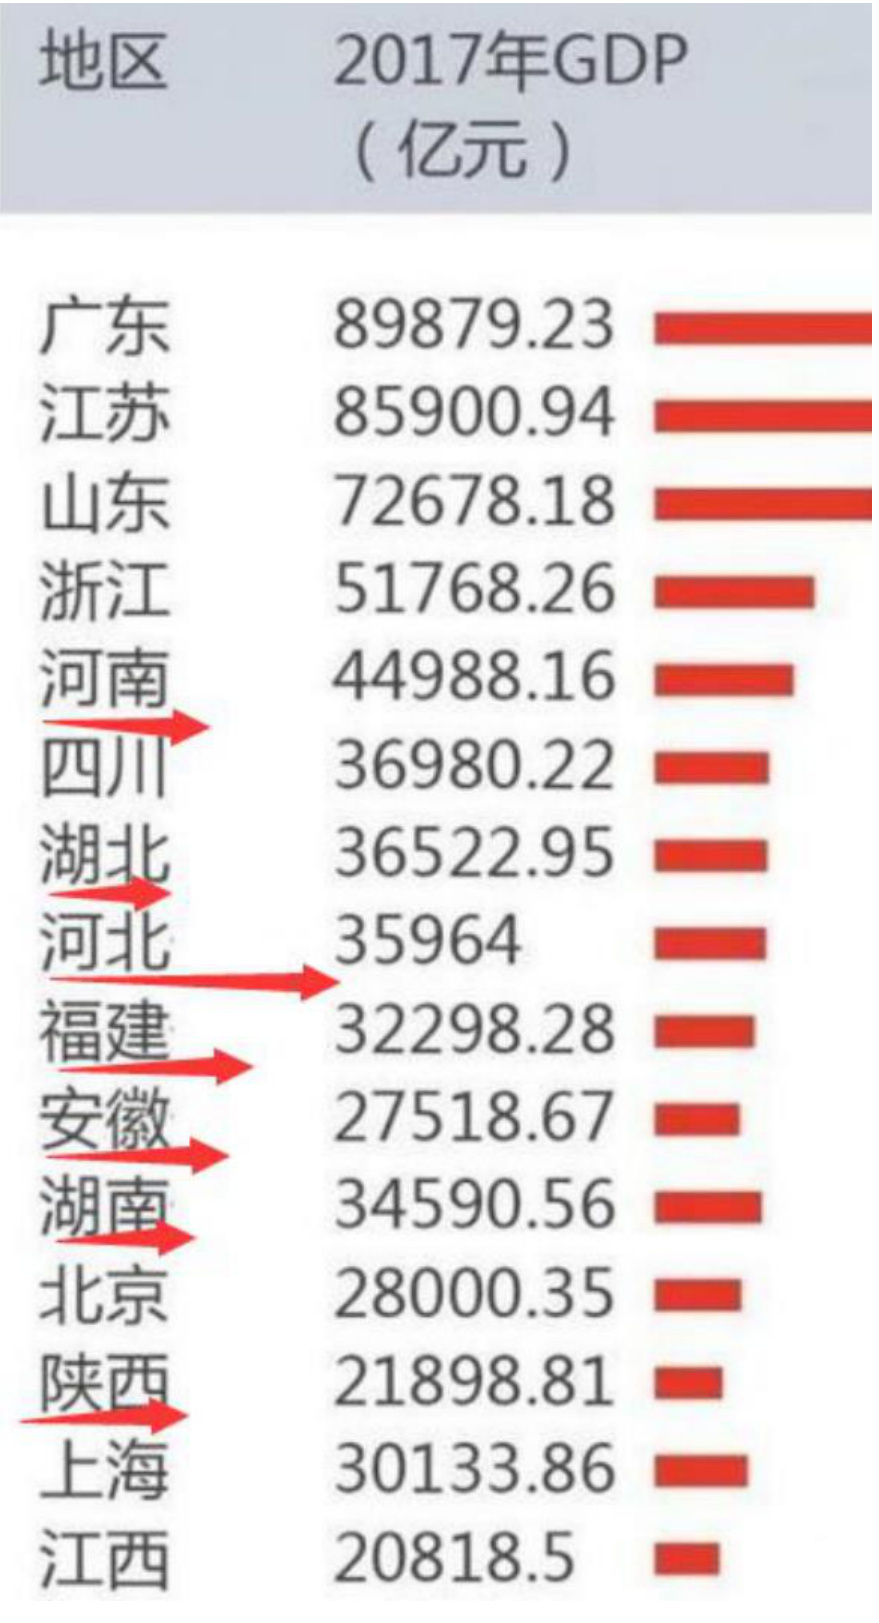 地区 2017年GDP
（亿元）
广东 89879.23
江苏 85900.94
山东 72678.18
浙江 51768.26
河南 44988.16
四川 36980.22
湖北 36522.95
河北 35964
福建 32298.28
安徽 27518.67
湖南 34590.56
北京 28000.35
陕西 21898.81
上海 30133.86
江西 20818.5